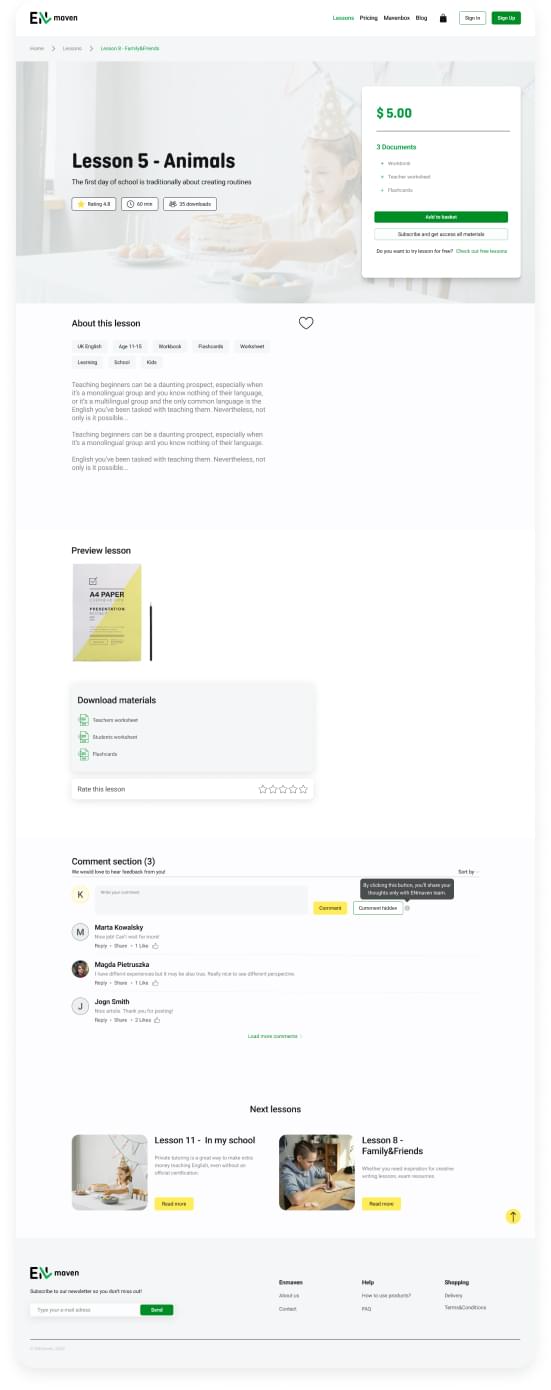 EN maven
Lessons Pricing Mavenbox Blog Sign In Sign Up
Home > Lessons > Lesson 8 - Family&Friends
$ 5.00
3 Documents
Workbook
Teacher worksheet
Flashcards
Add to basket
Subscribe and get access all materials
Do you want to try lesson for free? Check our free lessons
Lesson 5 - Animals
The first day of school is traditionally about creating routines
Rating 4.8 60 min 35 downloads
About this lesson
UK English Age 11-15 Workbook Flashcards Worksheet
Learning School Kids
Teaching beginners can be a daunting prospect, especially when
it's a monolingual group and you know nothing of their language,
or it's a multilingual group and the only common language is the
English you've been tasked with teaching them. Nevertheless, not
only is it possible...
Teaching beginners can be a daunting prospect, especially when
it's a monolingual group and you know nothing of their language.
English you've been tasked with teaching them. Nevertheless, not
only is it possible...
Preview lesson
A4 PAPER
PRESENTATION
Download materials
Teachers worksheet
Students worksheet
Flashcards
Rate this lesson
Comment section (3)
We would love to hear feedback from you!
Sort by
By clicking this button, you'll share your
thoughts only with ENmaven team.
K
Write your comment
Comment
Comment hidden
M
Marta Kowalsky
Nice job! Can't wait for more!
Reply • Share • 1 Like
Magda Pietruszka
I have differnt experiences but it may be also true. Really nice to see different perspective.
Reply • Share • 1 Like
J
Jogn Smith
Nice article. Thank you for posting!
Reply • Share • 2 Likes
Load more comments
Next lessons
Lesson 11 - In my school
Private tutoring is a great way to make extra
money teaching English, even without an
official certification.
Read more
Lesson 8 -
Family&Friends
Whether you need inspiration for creative
writing lessons, exam resources.
Read more
EN maven
Subscribe to our newsletter so you don't miss out!
Type your e-mail adress
Send
Enmaven
About us
Contact
Help
How to use products?
FAQ
Shopping
Delivery
Terms&Conditions